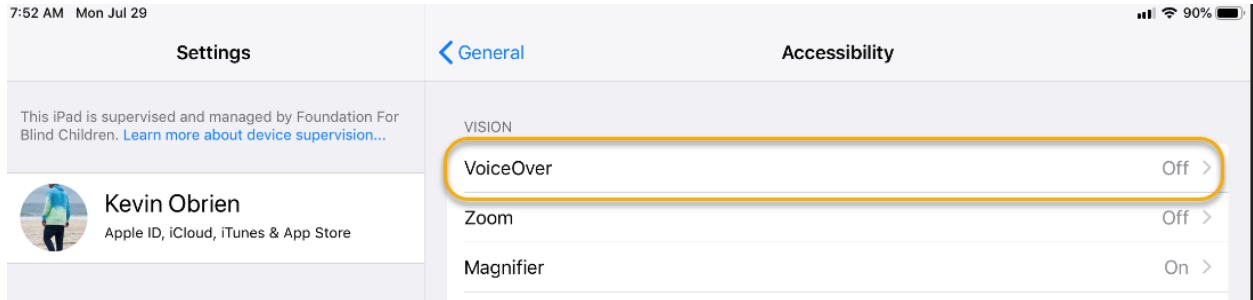 7:52 AM Mon Jul 29
90%
Settings
General
Accessibility
This iPad is supervised and managed by Foundation For
Blind Children. Learn more about device supervision...
Kevin Obrien
Apple ID, iCloud, iTunes & App Store
VISION
VoiceOver Off
Zoom Off
Magnifier On